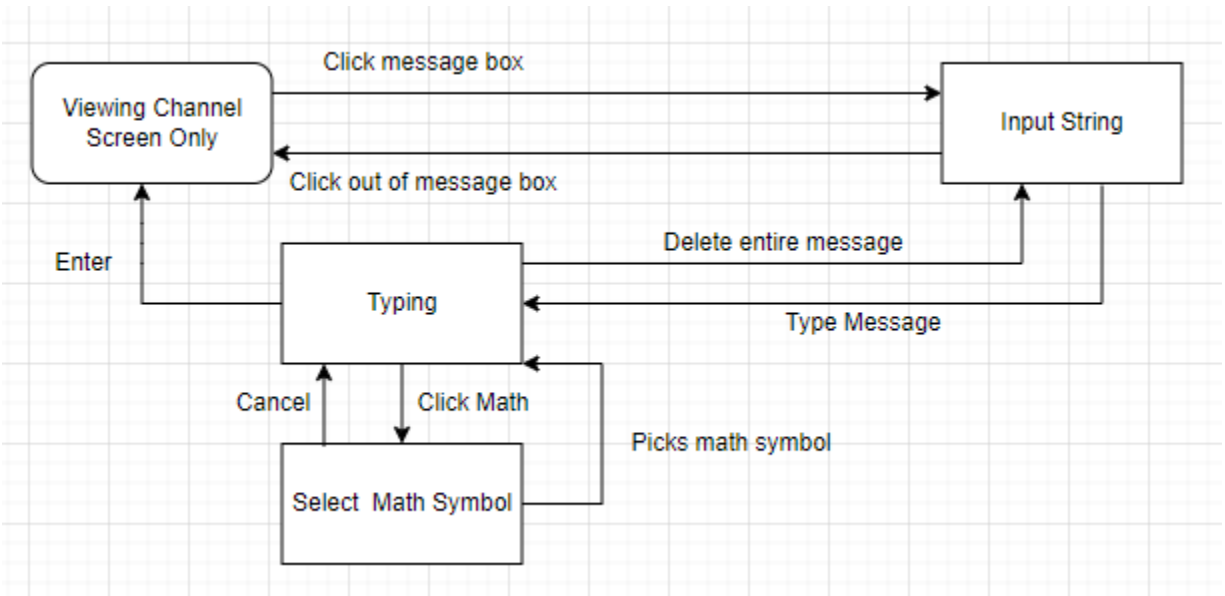 Click message box
Viewing Channel
Screen Only
Input String
Click out of message box
Delete entire message
Enter
Typing
Type Message
Cancel
Click Math
Picks math symbol
Select  Math Symbol